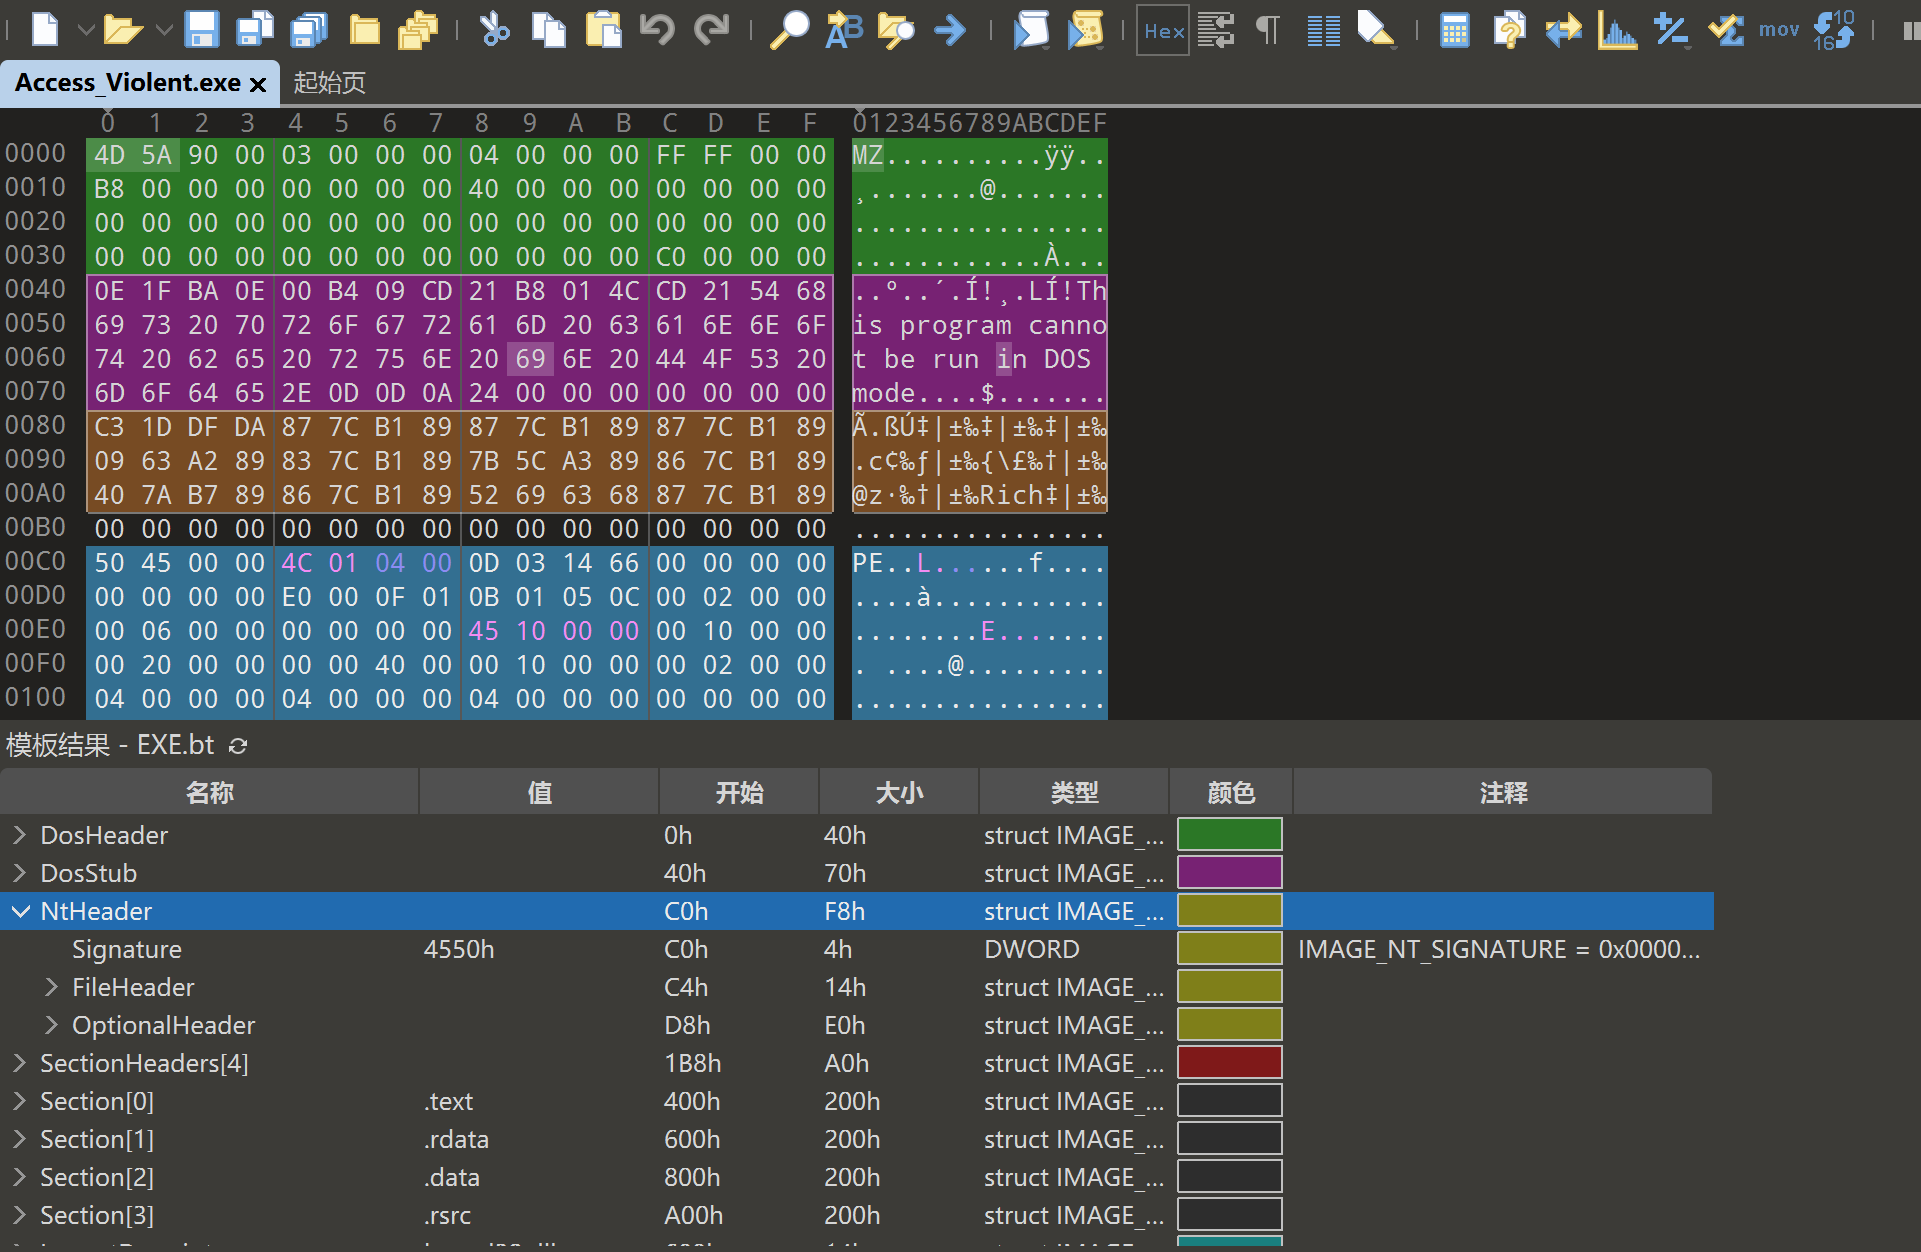 Hex mov 10 16
Access_Violent.exe × 起始页
0 1 2 3 4 5 6 7 8 9 A B C D E F 0123456789ABCDEF
0000 4D 5A 90 00 03 00 00 00 04 00 00 00 FF FF 00 00 MZ..........ÿÿ..
0010 B8 00 00 00 00 00 00 00 40 00 00 00 00 00 00 00 ¸.......@.......
0020 00 00 00 00 00 00 00 00 00 00 00 00 00 00 00 00 ................
0030 00 00 00 00 00 00 00 00 00 00 00 00 C0 00 00 00 ............À...
0040 0E 1F BA 0E 00 B4 09 CD 21 B8 01 4C CD 21 54 68 ..º..´.Í!¸.LÍ!Th
0050 69 73 20 70 72 6F 67 72 61 6D 20 63 61 6E 6E 6F is program canno
0060 74 20 62 65 20 72 75 6E 20 69 6E 20 44 4F 53 20 t be run in DOS
0070 6D 6F 64 65 2E 0D 0D 0A 24 00 00 00 00 00 00 00 mode....$.......
0080 C3 1D DF DA 87 7C B1 89 87 7C B1 89 87 7C B1 89 Ã.ßÚ‡|±‰‡|±‰‡|±‰
0090 09 63 A2 89 83 7C B1 89 7B 5C A3 89 86 7C B1 89 .c¢‰ƒ|±‰{\£‰†|±‰
00A0 40 7A B7 89 86 7C B1 89 52 69 63 68 87 7C B1 89 @z·‰†|±‰Rich‡|±‰
00B0 00 00 00 00 00 00 00 00 00 00 00 00 00 00 00 00 ................
00C0 50 45 00 00 4C 01 04 00 0D 03 14 66 00 00 00 00 PE..L......f....
00D0 00 00 00 00 E0 00 0F 01 0B 01 05 0C 00 02 00 00 ....à...........
00E0 00 06 00 00 00 00 00 00 45 10 00 00 00 10 00 00 ........E.......
00F0 00 20 00 00 00 00 40 00 00 10 00 00 00 02 00 00 . ....@.........
0100 04 00 00 00 04 00 00 00 04 00 00 00 00 00 00 00 ................
模板结果 - EXE.bt
名称 值 开始 大小 类型 颜色 注释
DosHeader 0h 40h struct IMAGE_...
DosStub 40h 70h struct IMAGE_...
NtHeader C0h F8h struct IMAGE_...
Signature 4550h C0h 4h DWORD IMAGE_NT_SIGNATURE = 0x0000...
FileHeader C4h 14h struct IMAGE_...
OptionalHeader D8h E0h struct IMAGE_...
SectionHeaders[4] 1B8h A0h struct IMAGE_...
Section[0] .text 400h 200h struct IMAGE_...
Section[1] .rdata 600h 200h struct IMAGE_...
Section[2] .data 800h 200h struct IMAGE_...
Section[3] .rsrc A00h 200h struct IMAGE_...